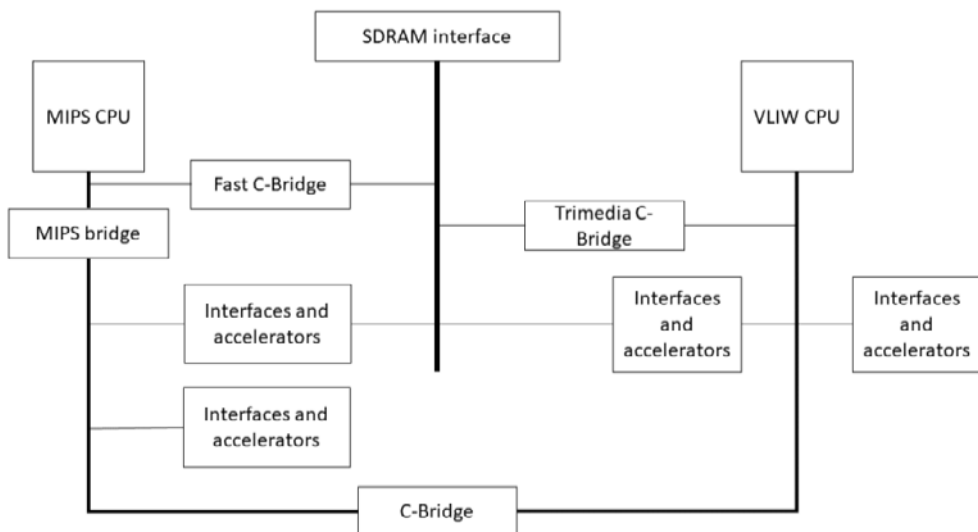 SDRAM interface
MIPS CPU
VLIW CPU
Fast C-Bridge
MIPS bridge
Trimedia C-
Bridge
Interfaces and
accelerators
Interfaces
and
accelerators
Interfaces
and
accelerators
Interfaces and
accelerators
C-Bridge